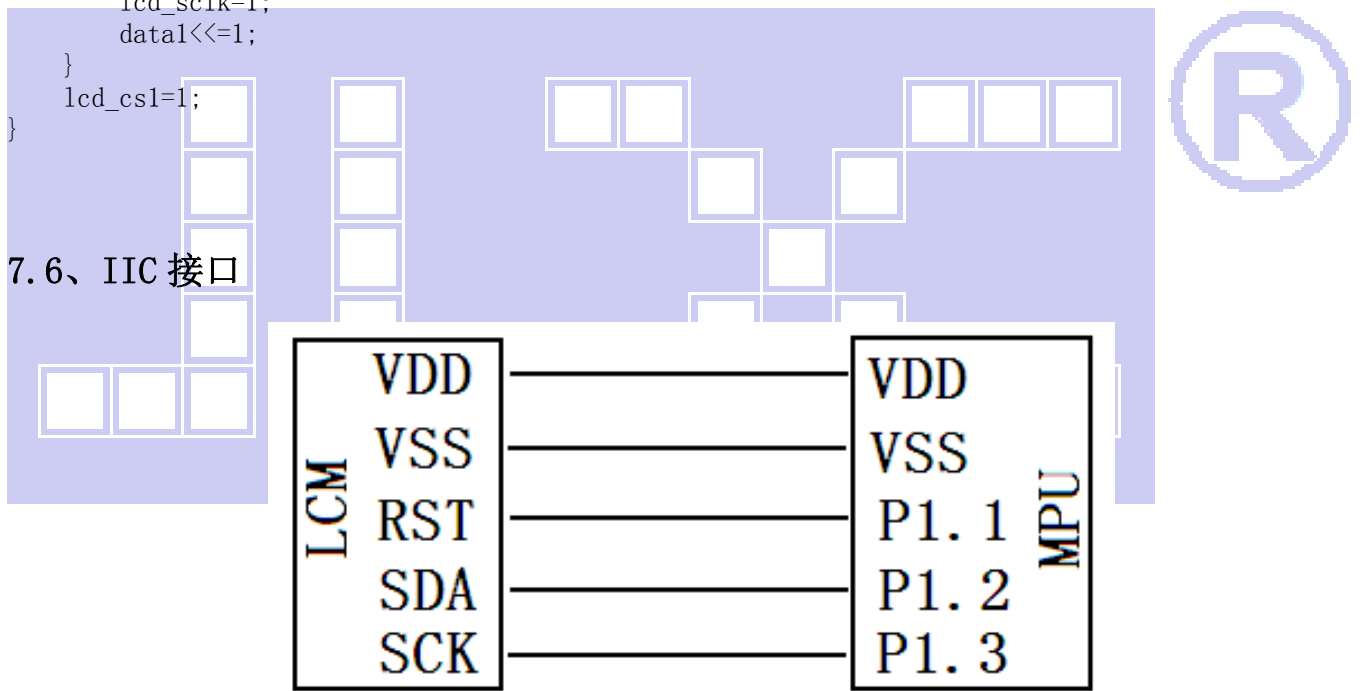 lcd_sclk=1;
data1<<=1;
}
lcd_cs1=1;
}
®
7.6、IIC 接口
LCM
VDD VDD
VSS VSS
RST P1.1
SDA P1.2
SCK P1.3
MPU